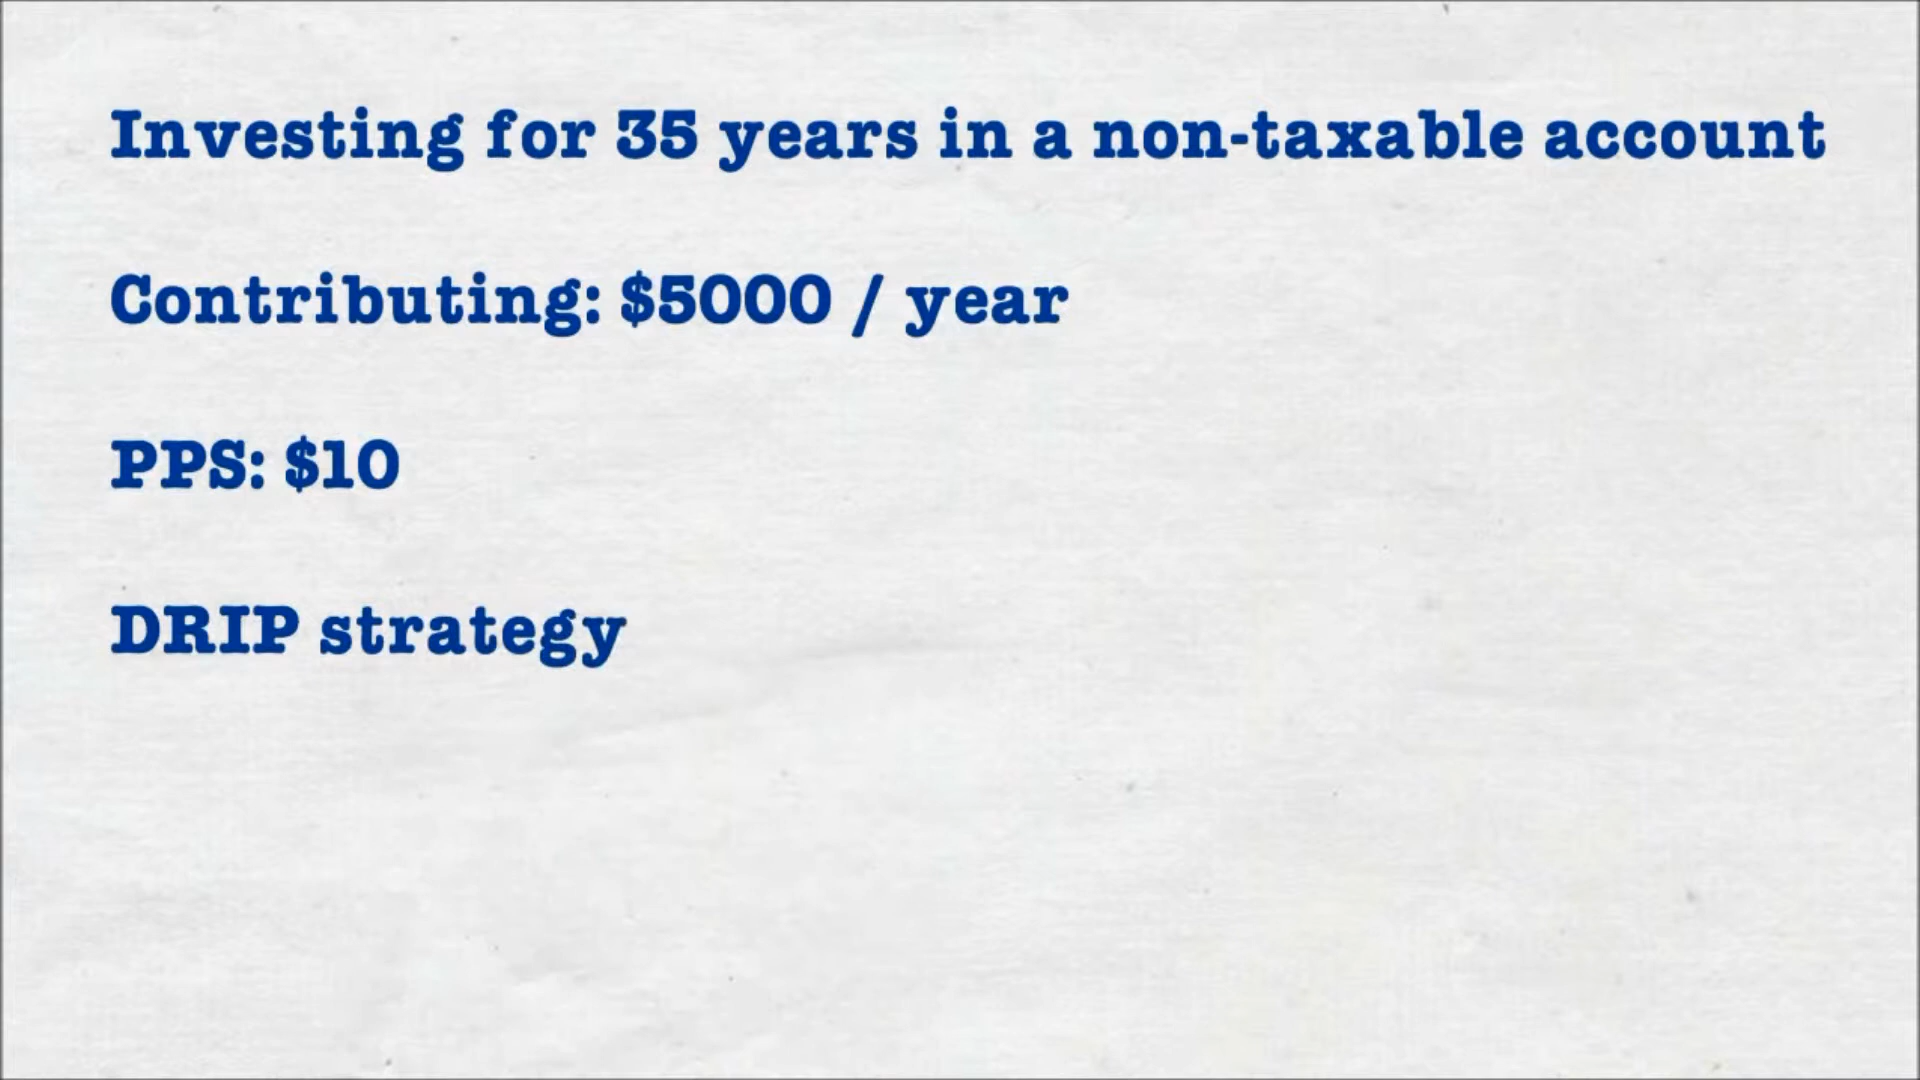 Investing for 35 years in a non-taxable account
Contributing: $5000 / year
PPS: $10
DRIP strategy